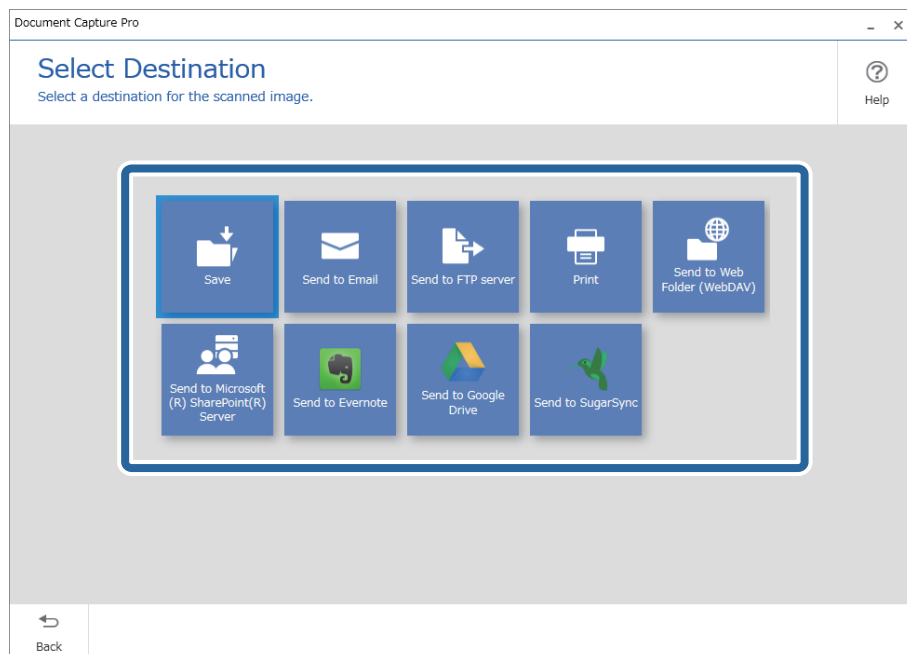 Document Capture Pro
Select Destination
Select a destination for the scanned image.
Help
Save
Send to Email
Send to FTP server
Print
Send to Web
Folder (WebDAV)
Send to Microsoft
(R) SharePoint(R)
Server
Send to Evernote
Send to Google
Drive
Send to SugarSync
Back